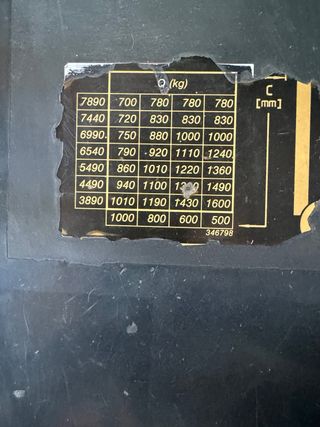 Q (kg)
C
[mm]
7890 700 780 780 780
7440 720 830 830 830
6990 750 880 1000 1000
6540 790 920 1110 1240
5490 860 1010 1220 1360
4490 940 1100 1490
3890 1010 1190 1430 1600
1000 800 600 500
346798